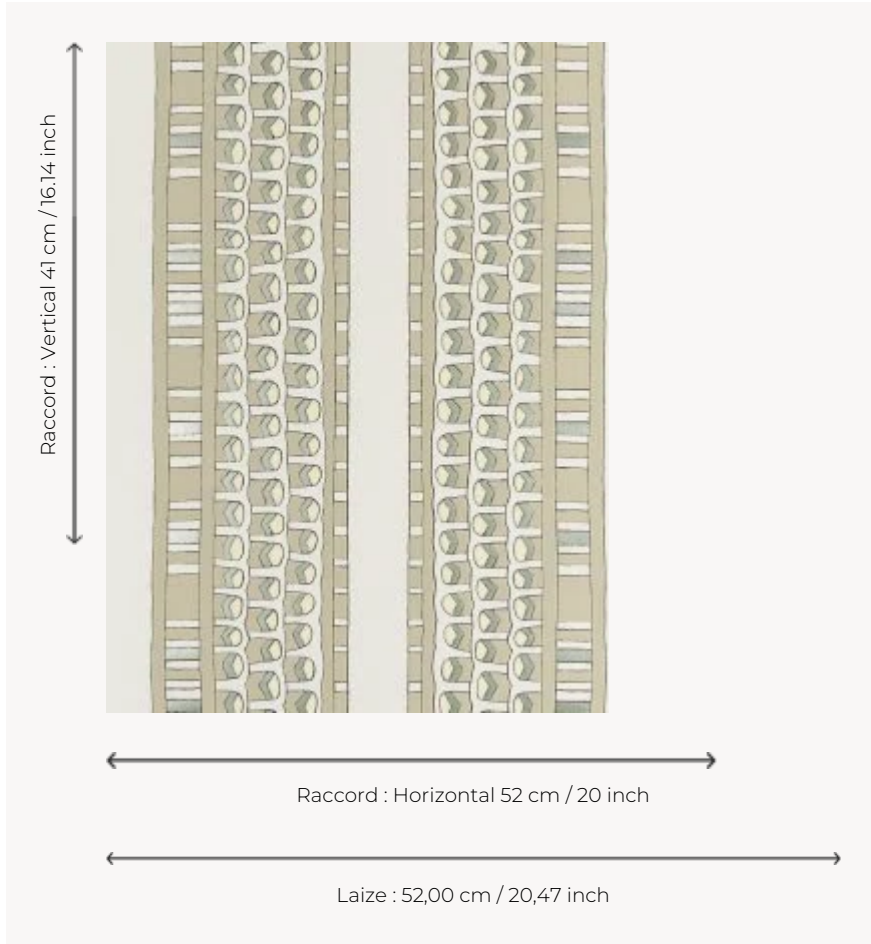 Raccord : Vertical 41 cm / 16.14 inch
Raccord : Horizontal 52 cm / 20 inch
Laize : 52,00 cm / 20,47 inch